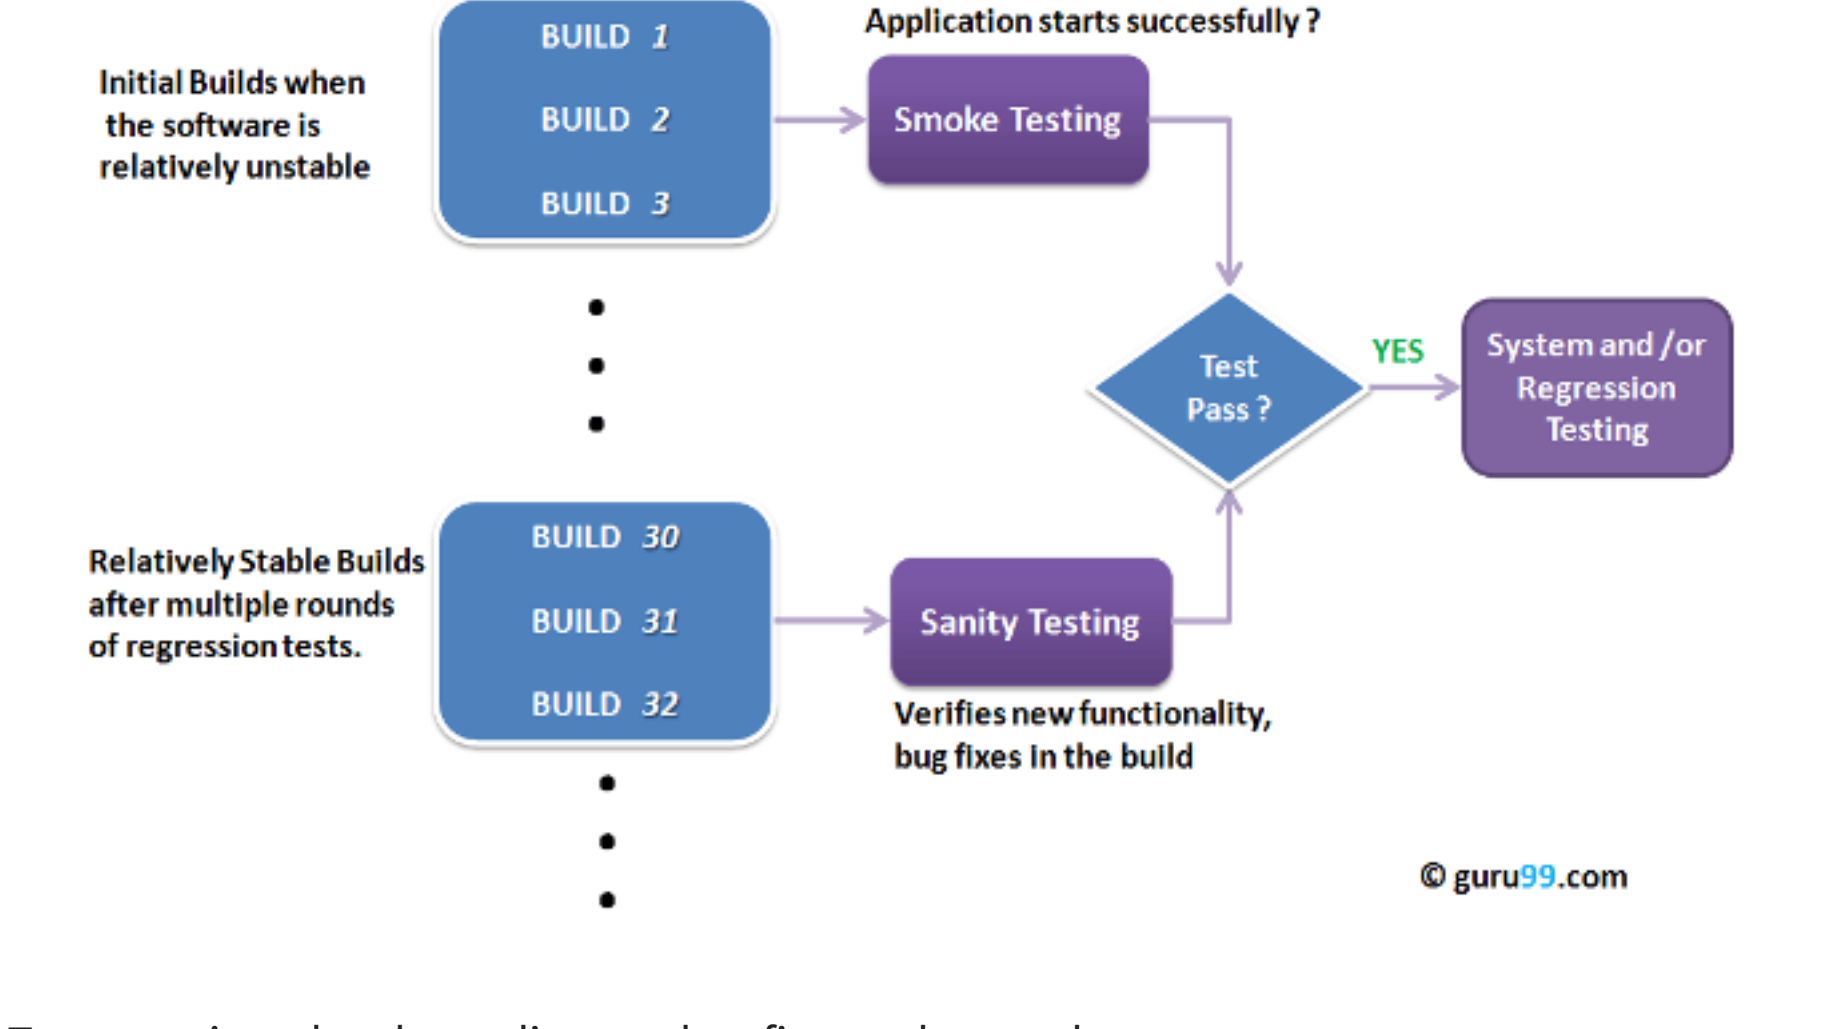 Application starts successfully ?
Initial Builds when
the software is
relatively unstable
BUILD 1
BUILD 2
BUILD 3
Smoke Testing
Test
Pass ?
YES
System and /or
Regression
Testing
Relatively Stable Builds
after multiple rounds
of regression tests.
BUILD 30
BUILD 31
BUILD 32
Sanity Testing
Verifies new functionality,
bug fixes in the build
© guru99.com